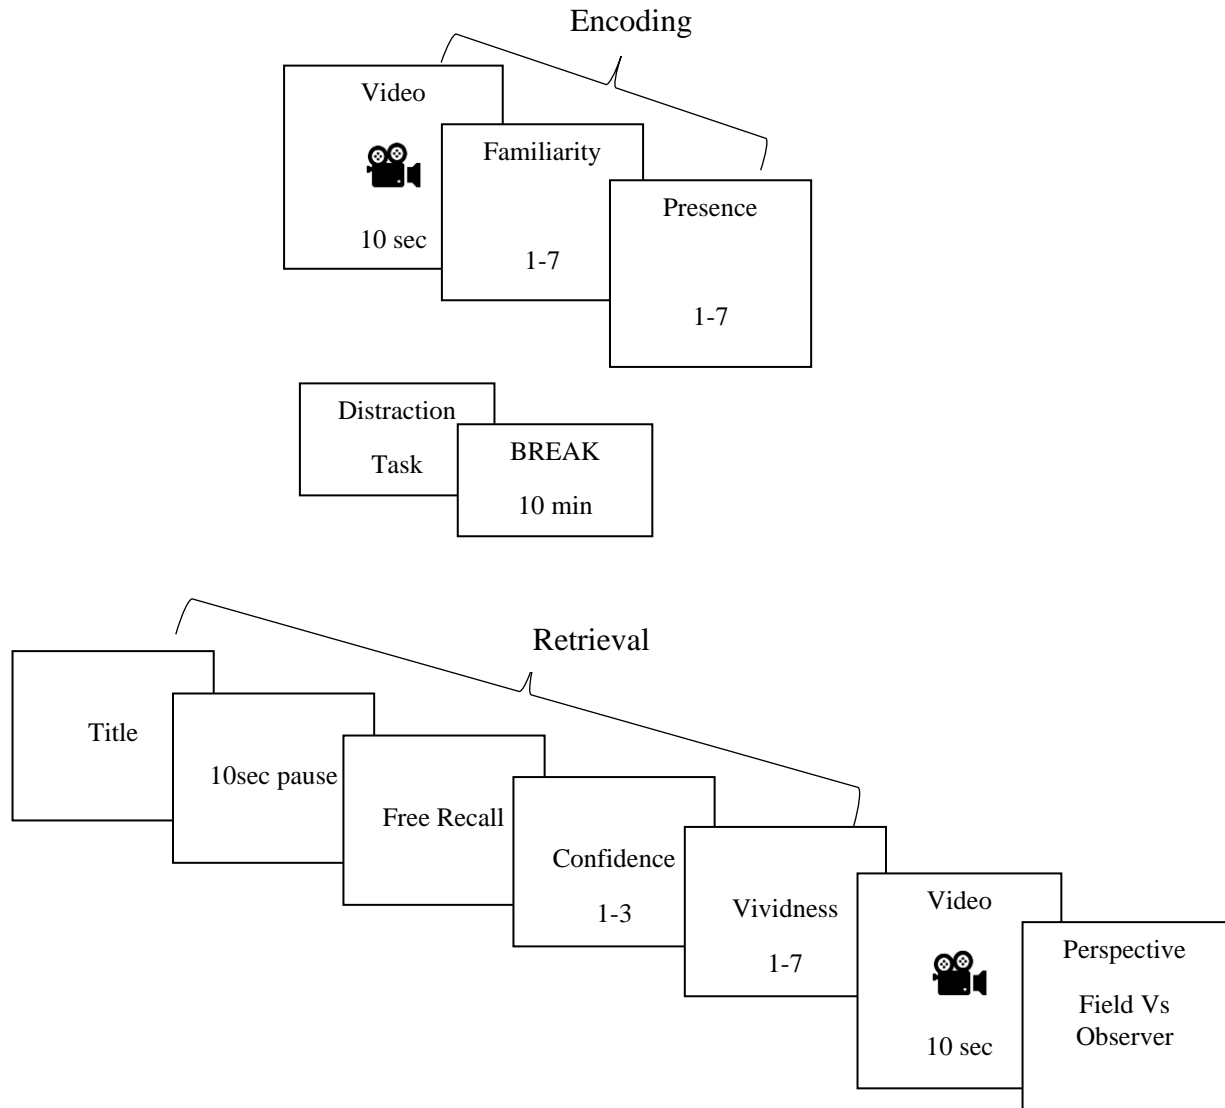 Encoding
Video
10 sec
Familiarity
1-7
Presence
1-7
Distraction
Task
BREAK
10 min
Retrieval
Title
10sec pause
Free Recall
Confidence
1-3
Vividness
1-7
Video
10 sec
Perspective
Field Vs
Observer